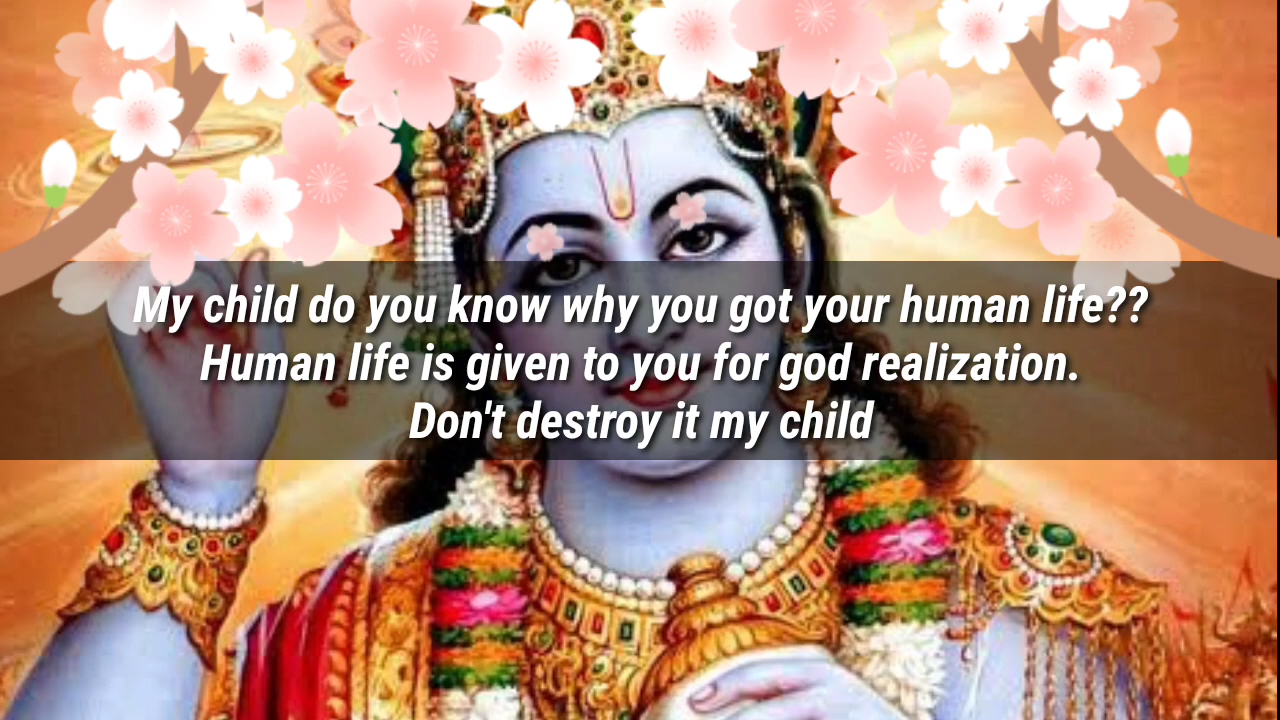 My child do you know why you got your human life??
Human life is given to you for god realization.
Don't destroy it my child